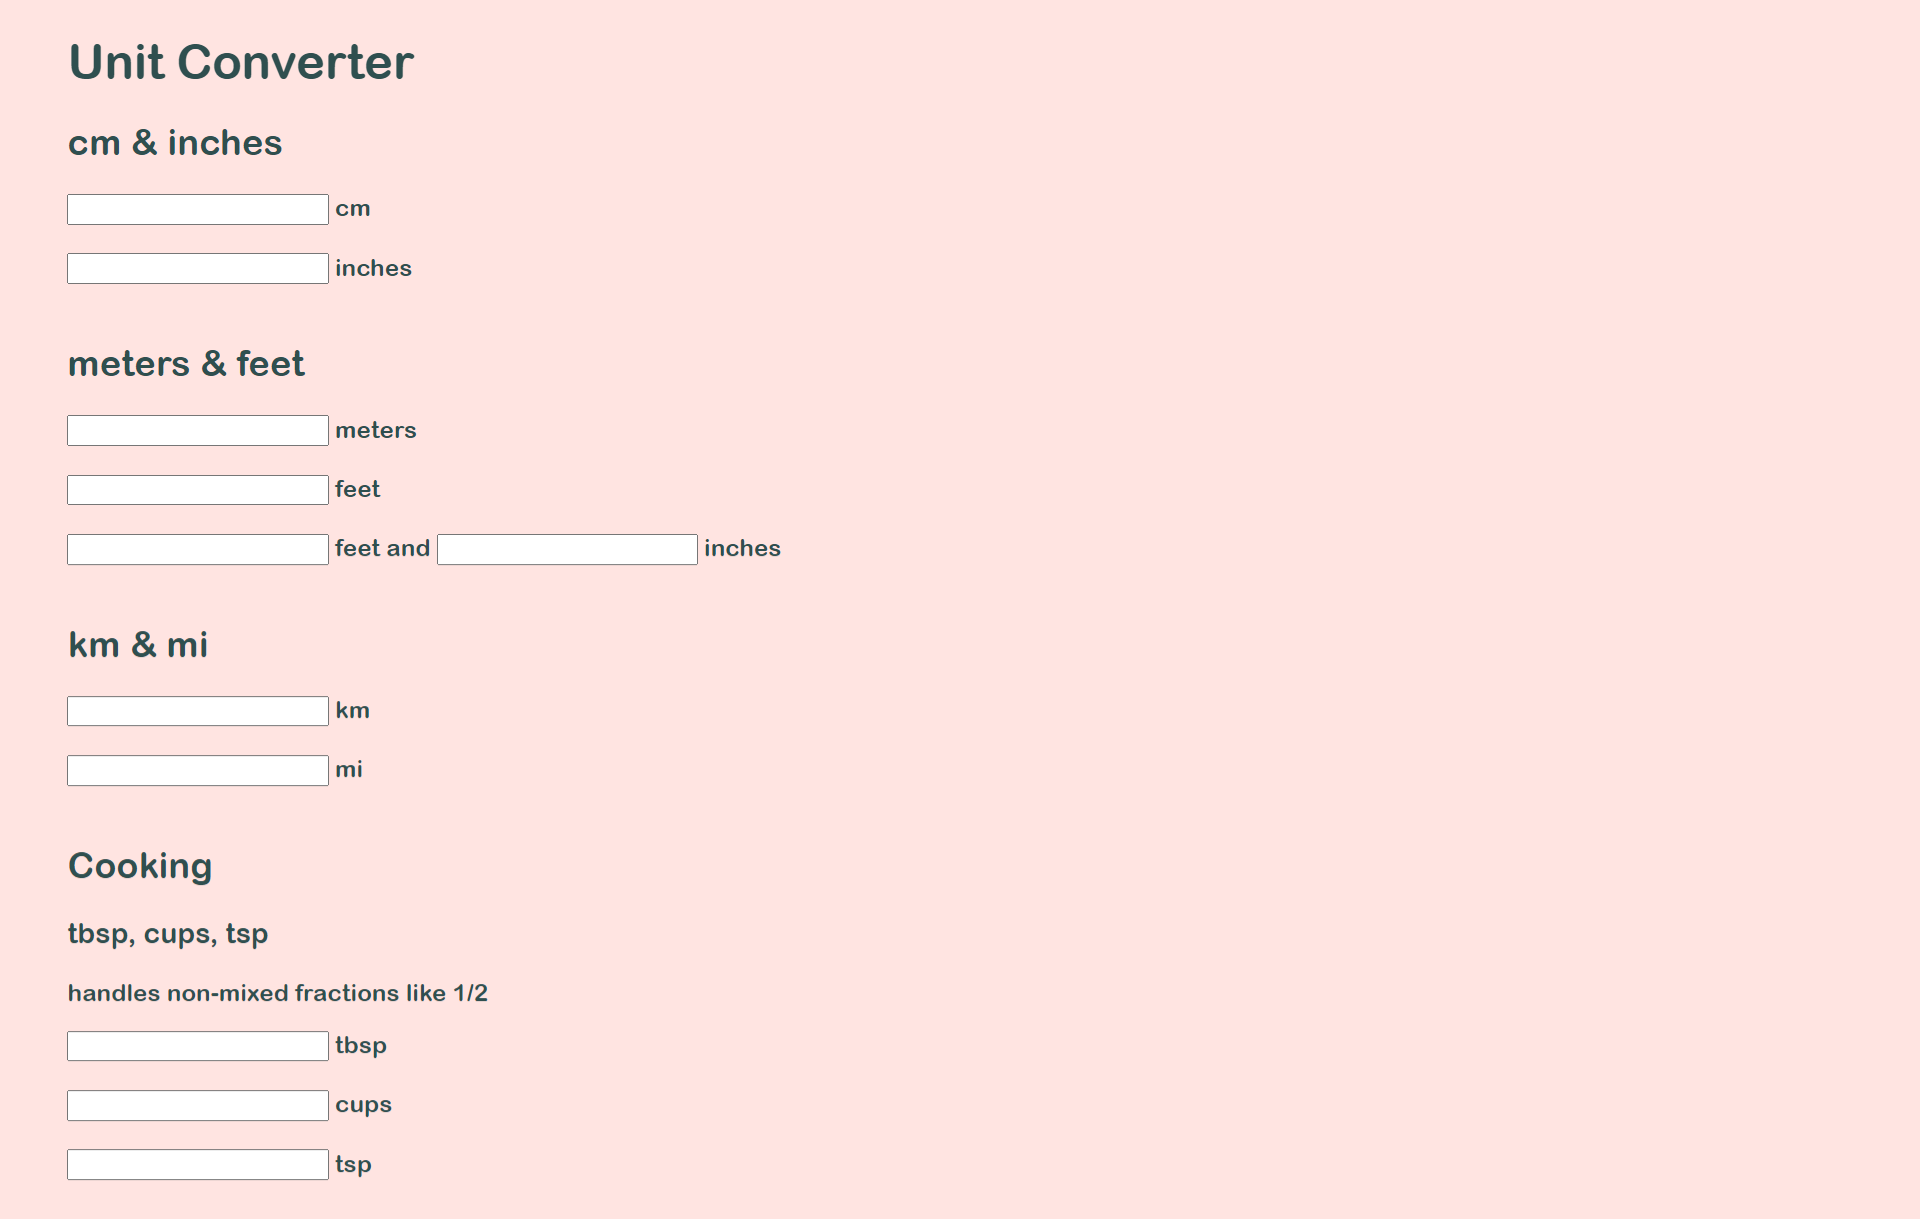 Unit Converter
cm & inches
cm
inches
meters & feet
meters
feet
feet and inches
km & mi
km
mi
Cooking
tbsp, cups, tsp
handles non-mixed fractions like 1/2
tbsp
cups
tsp